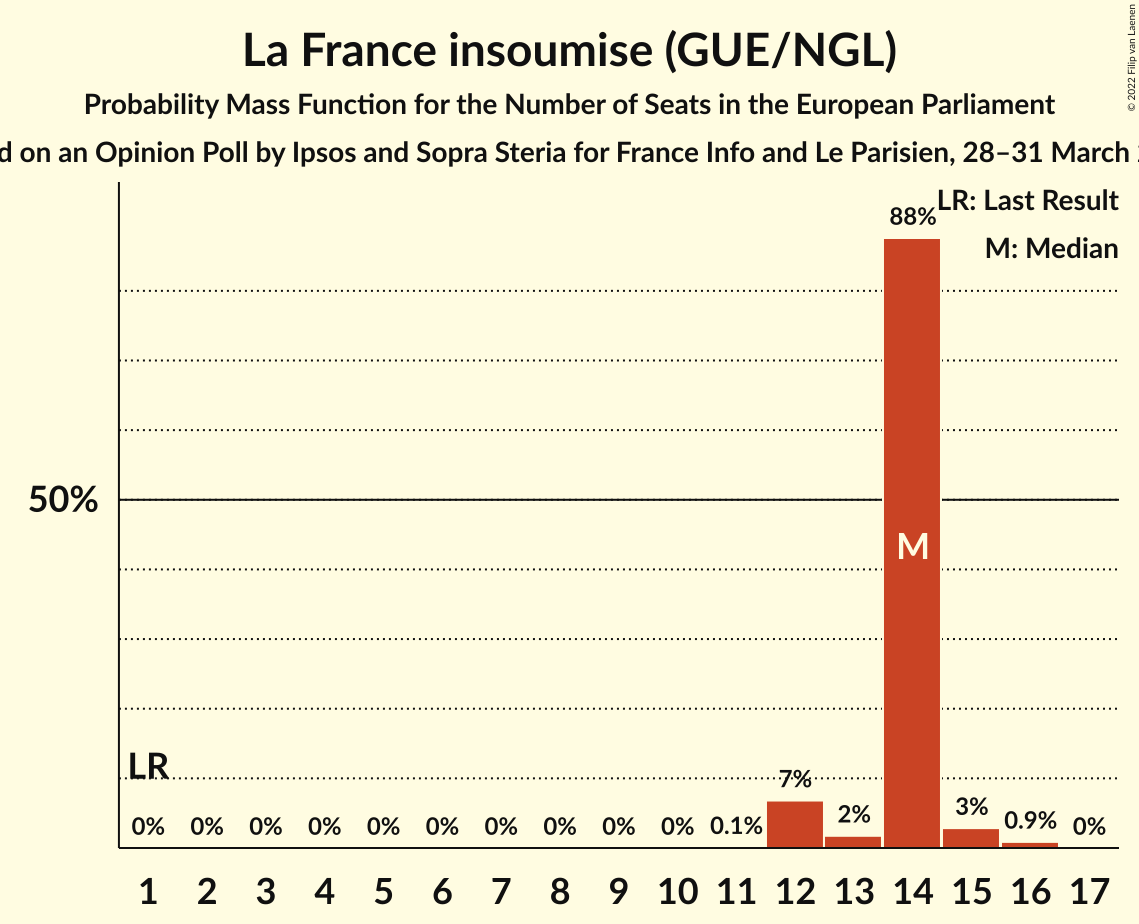 La France insoumise (GUE/NGL)
Probability Mass Function for the Number of Seats in the European Parliament
on an Opinion Poll by Ipsos and Sopra Steria for France Info and Le Parisien, 28–31 March
© 2022 Filip van Laenen
LR: Last Result
M: Median
88%
50%
M
LR
0% 0% 0% 0% 0% 0% 0% 0% 0% 0% 0.1% 7% 2% 3% 0.9% 0%
1 2 3 4 5 6 7 8 9 10 11 12 13 14 15 16 17